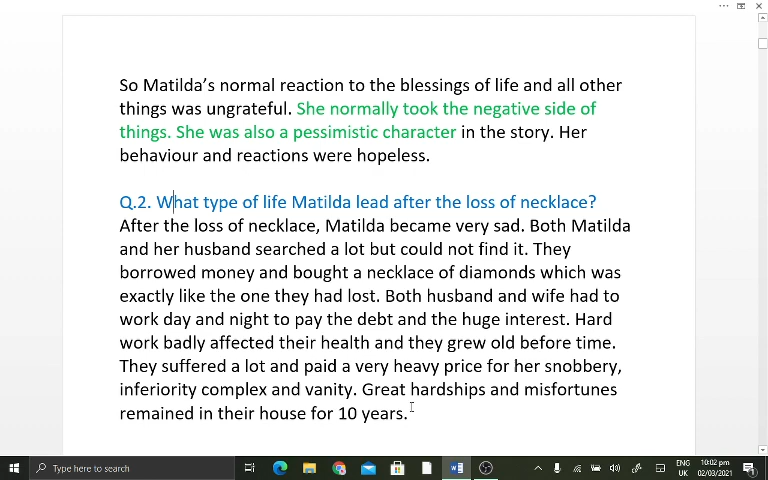 So Matilda's normal reaction to the blessings of life and all other
things was ungrateful. She normally took the negative side of
things. She was also a pessimistic character in the story. Her
behaviour and reactions were hopeless.
Q.2. What type of life Matilda lead after the loss of necklace?
After the loss of necklace, Matilda became very sad. Both Matilda
and her husband searched a lot but could not find it. They
borrowed money and bought a necklace of diamonds which was
exactly like the one they had lost. Both husband and wife had to
work day and night to pay the debt and the huge interest. Hard
work badly affected their health and they grew old before time.
They suffered a lot and paid a very heavy price for her snobbery,
inferiority complex and vanity. Great hardships and misfortunes
remained in their house for 10 years.
Type here to search
ENG
UK
10:02 pm
02/03/2021